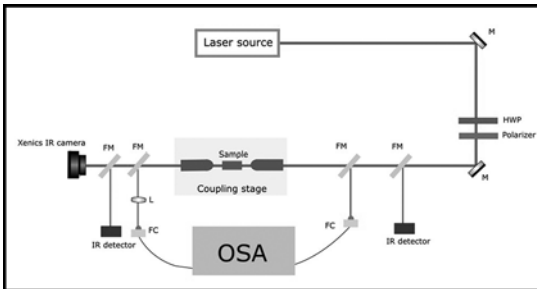 Laser source
M
HWP
Polarizer
Xenics IR camera
FM
FM
Sample
FM
FM
M
Coupling stage
L
FC
FC
IR detector
OSA
IR detector